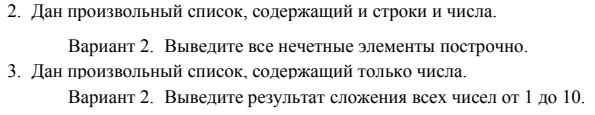 2. Дан произвольный список, содержащий и строки и числа.
Вариант 2. Выведите все нечетные элементы построчно.
3. Дан произвольный список, содержащий только числа.
Вариант 2. Выведите результат сложения всех чисел от 1 до 10.